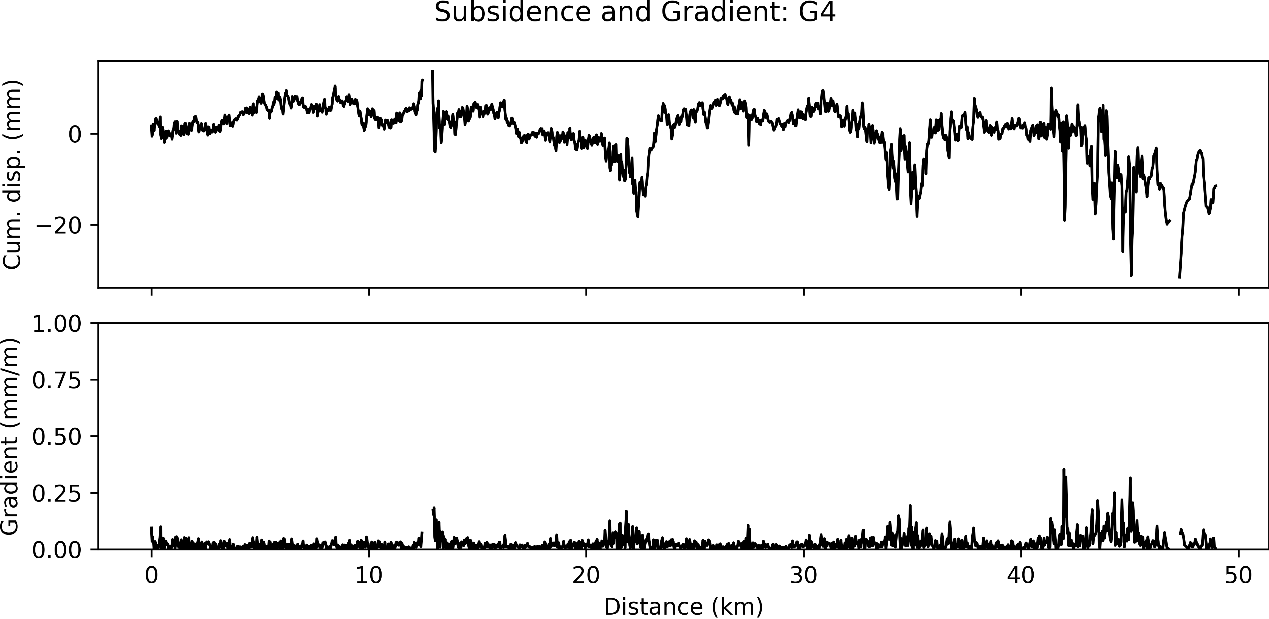 Subsidence and Gradient: G4
Cum. disp. (mm)
0
−20
Gradient (mm/m)
1.00
0.75
0.50
0.25
0.00
0 10 20 30 40 50
Distance (km)